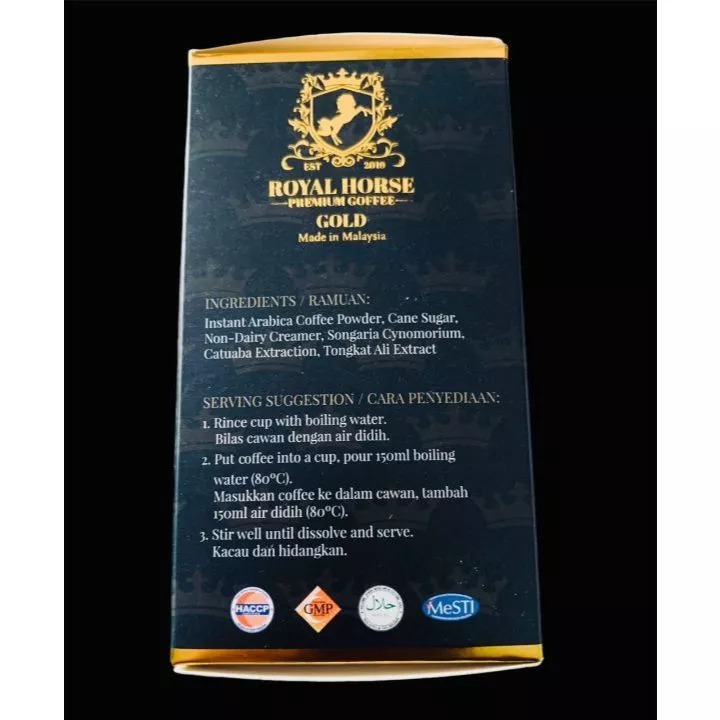 EST 2010
ROYAL HORSE
PREMIUM COFFEE
GOLD
Made in Malaysia
INGREDIENTS / RAMUAN:
Instant Arabica Coffee Powder, Cane Sugar,
Non-Dairy Creamer, Songaria Cynomorium,
Catuaba Extraction, Tongkat Ali Extract
SERVING SUGGESTION / CARA PENYEDIAAN:
1. Rince cup with boiling water.
Bilas cawan dengan air didih.
2. Put coffee into a cup, pour 150ml boiling
water (80ºC).
Masukkan coffee ke dalam cawan, tambah
150ml air didih (80ºC).
3. Stir well until dissolve and serve.
Kacau dan hidangkan.
HACCP GMP حلال MeSTI